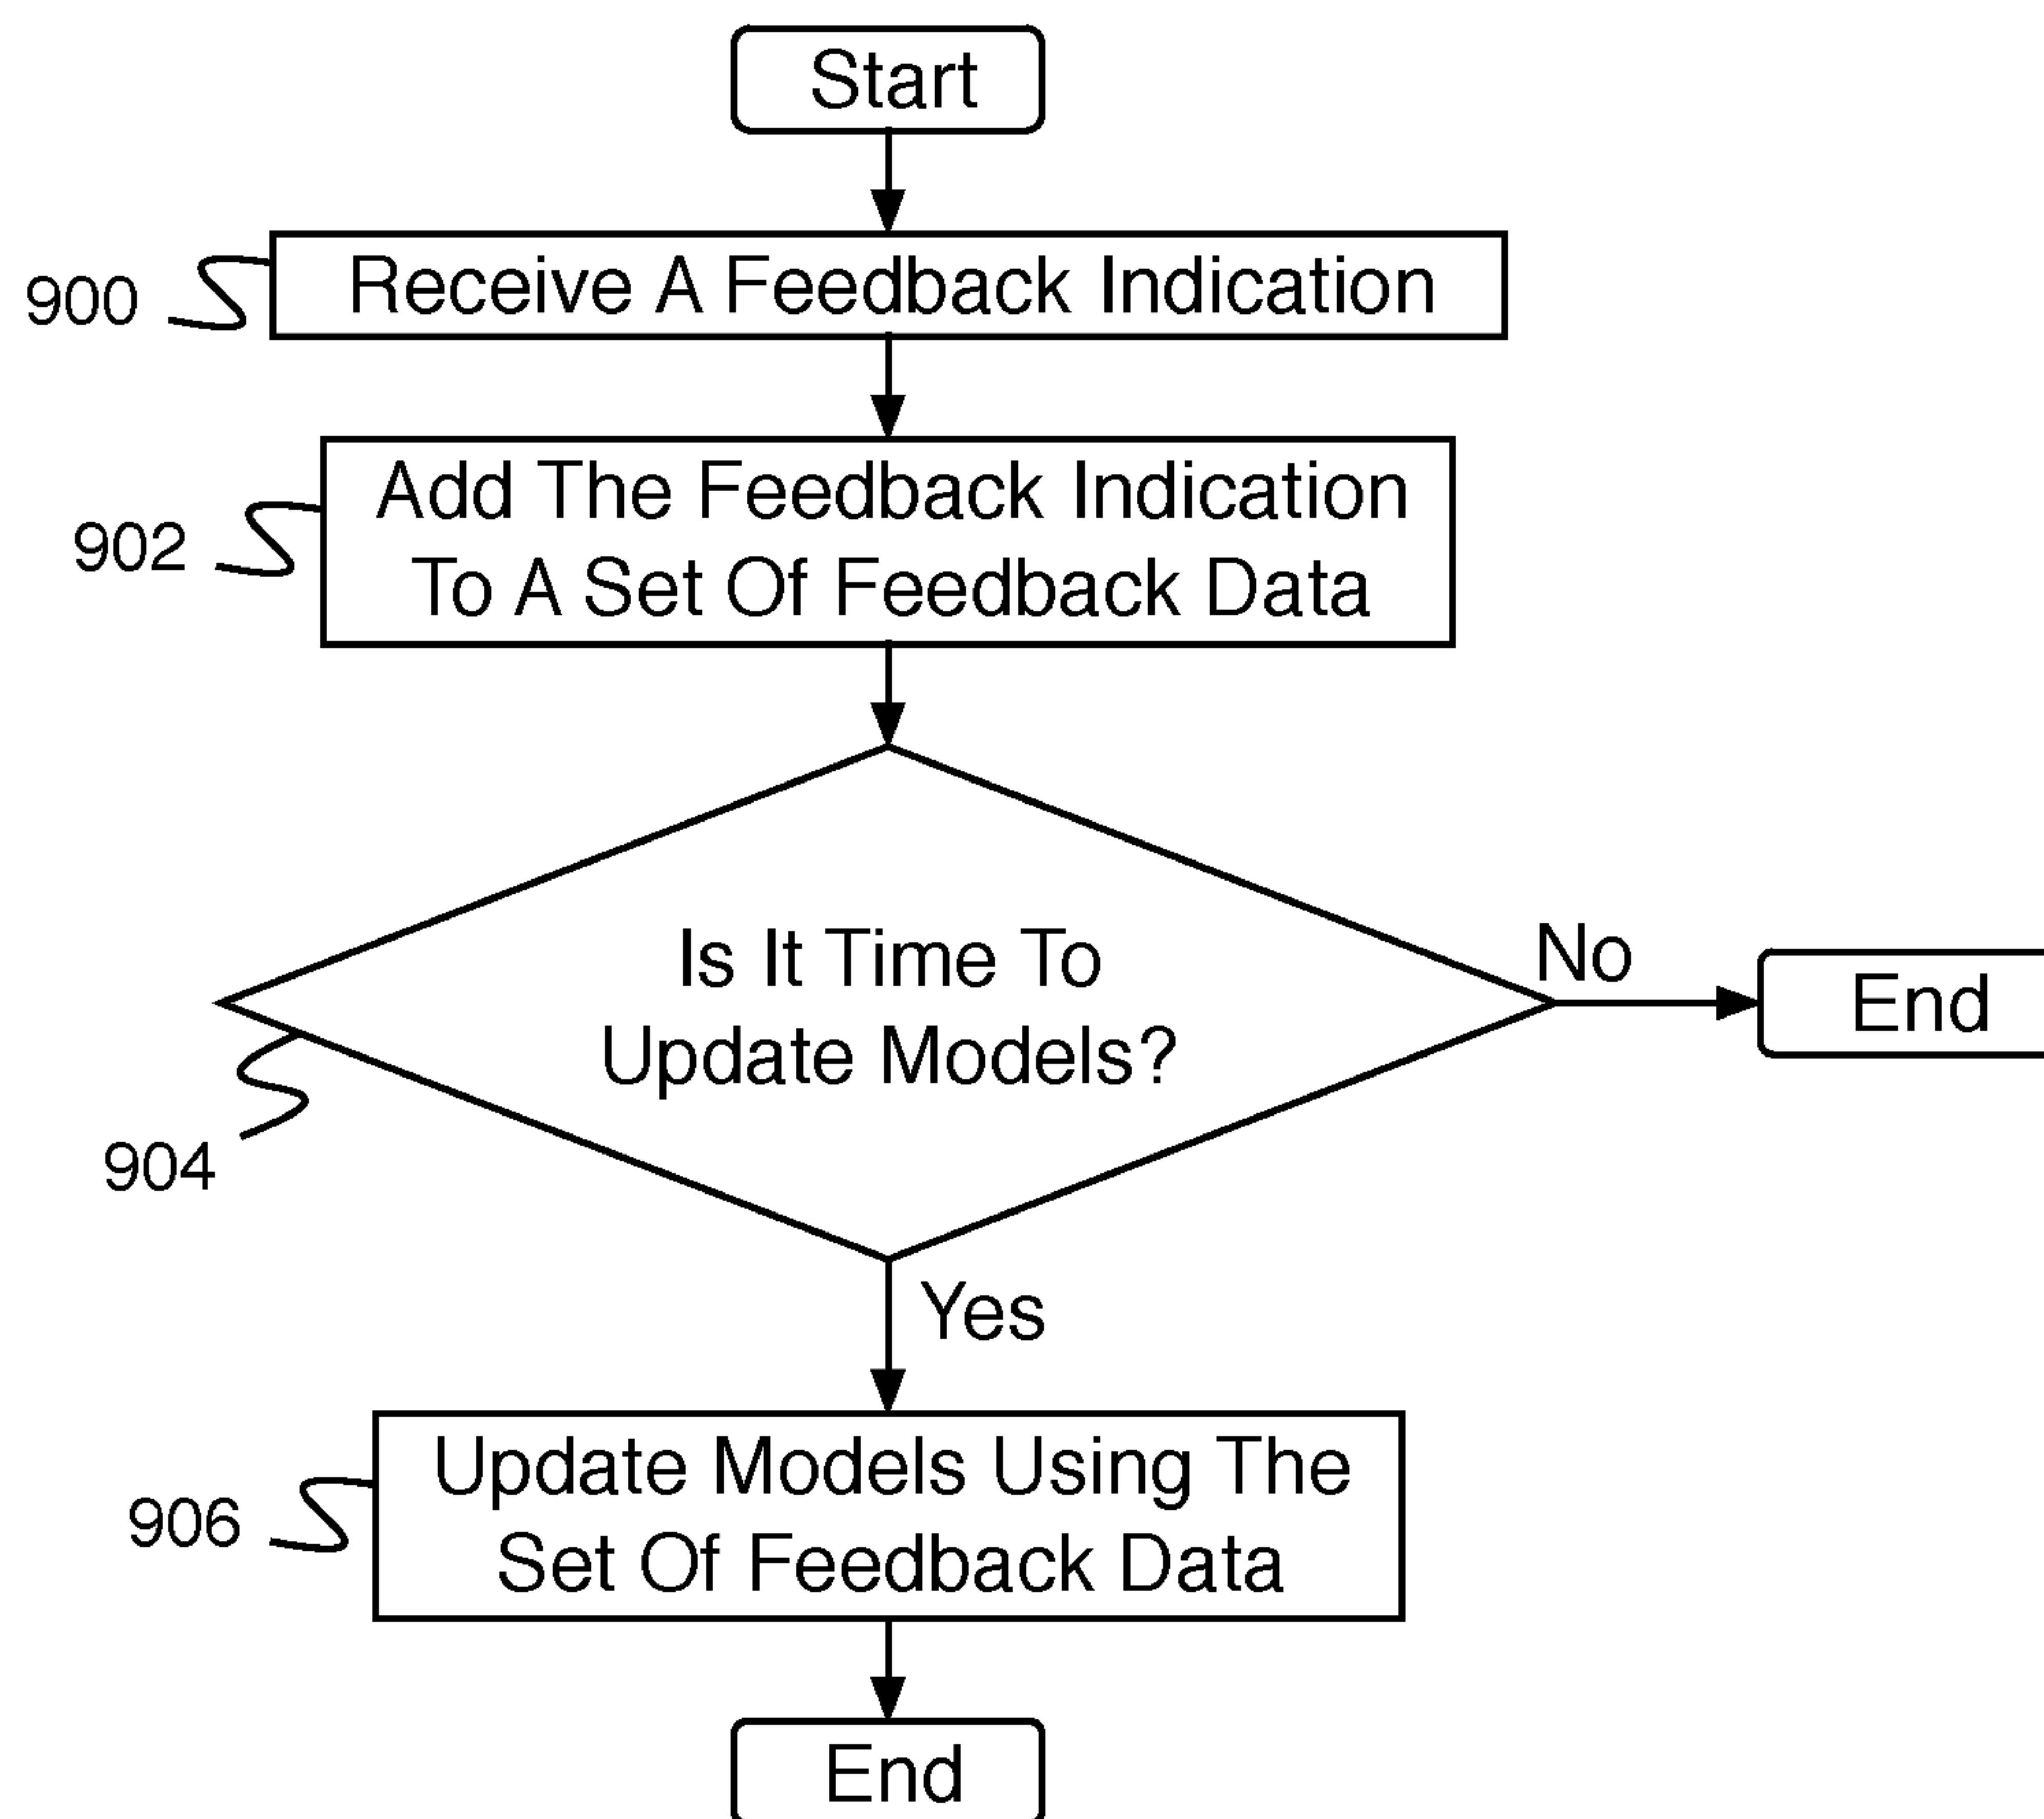 Start
900
Receive A Feedback Indication
902
Add The Feedback Indication
To A Set Of Feedback Data
Is It Time To
Update Models?
No
End
904
Yes
906
Update Models Using The
Set Of Feedback Data
End